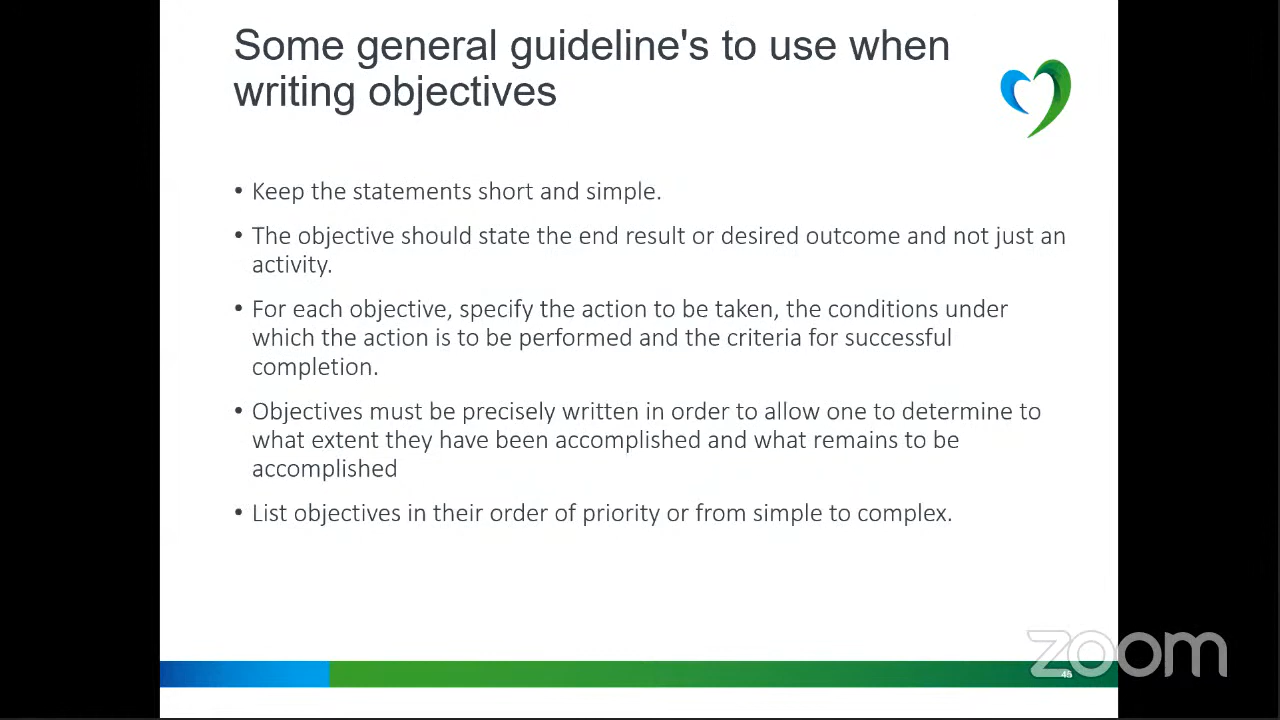 Some general guideline's to use when
writing objectives
• Keep the statements short and simple.
• The objective should state the end result or desired outcome and not just an
activity.
• For each objective, specify the action to be taken, the conditions under
which the action is to be performed and the criteria for successful
completion.
• Objectives must be precisely written in order to allow one to determine to
what extent they have been accomplished and what remains to be
accomplished
• List objectives in their order of priority or from simple to complex.
zoom